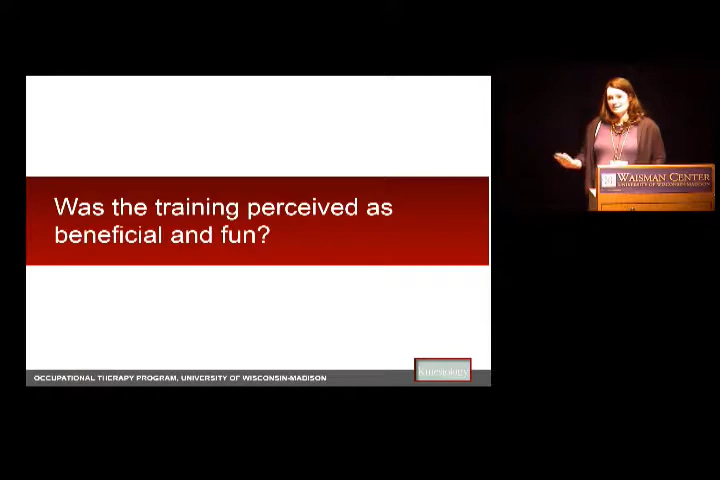 Was the training perceived as
beneficial and fun?
OCCUPATIONAL THERAPY PROGRAM, UNIVERSITY OF WISCONSIN-MADISON
Kinesiology
WAISMAN CENTER
UNIVERSITY OF WISCONSIN-MADISON